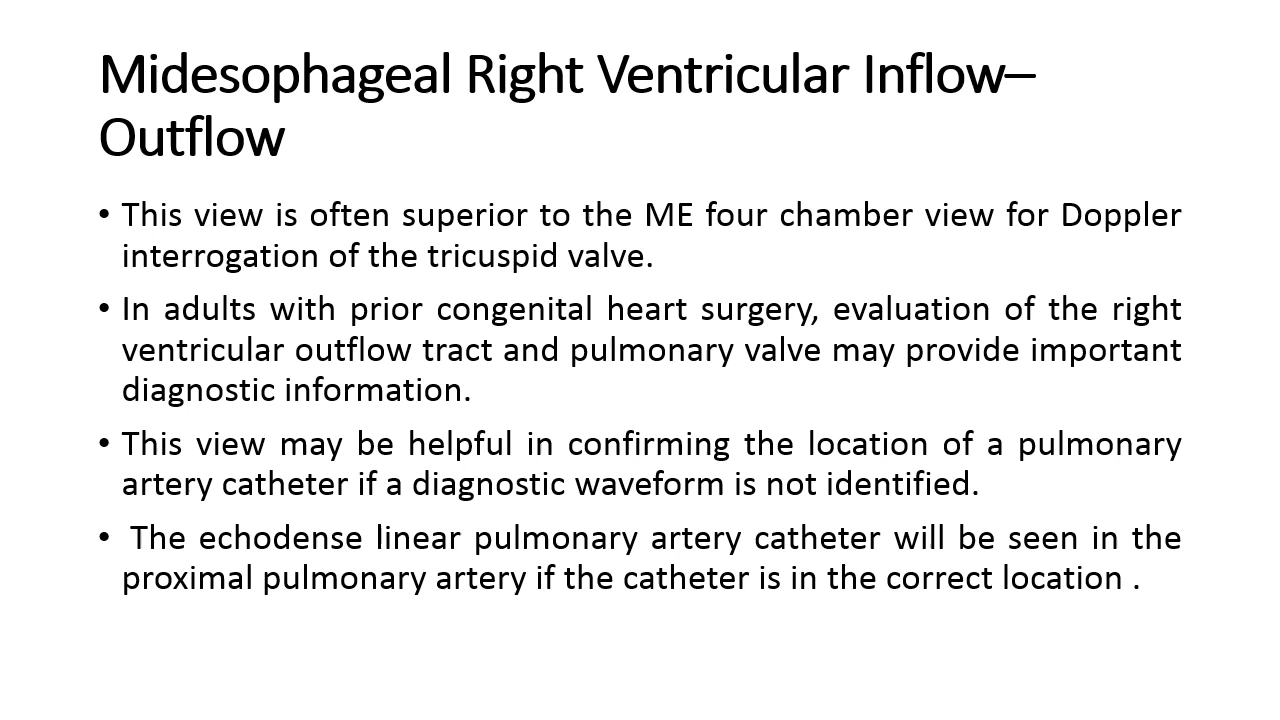 Midesophageal Right Ventricular Inflow–
Outflow
• This view is often superior to the ME four chamber view for Doppler
interrogation of the tricuspid valve.
• In adults with prior congenital heart surgery, evaluation of the right
ventricular outflow tract and pulmonary valve may provide important
diagnostic information.
• This view may be helpful in confirming the location of a pulmonary
artery catheter if a diagnostic waveform is not identified.
• The echodense linear pulmonary artery catheter will be seen in the
proximal pulmonary artery if the catheter is in the correct location .